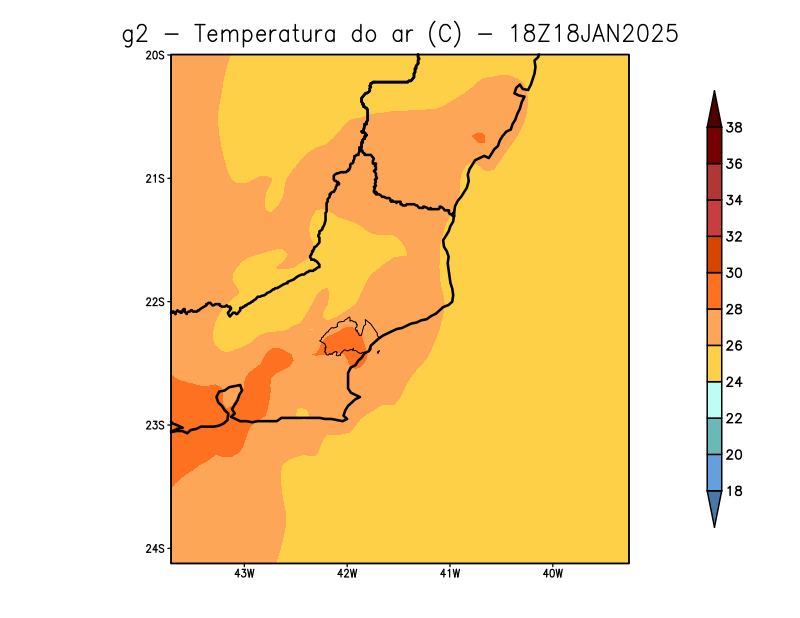 g2 – Temperatura do ar (C) – 18Z18JAN2025
20S
21S
22S
23S
24S
43W
42W
41W
40W
38
36
34
32
30
28
26
24
22
20
18